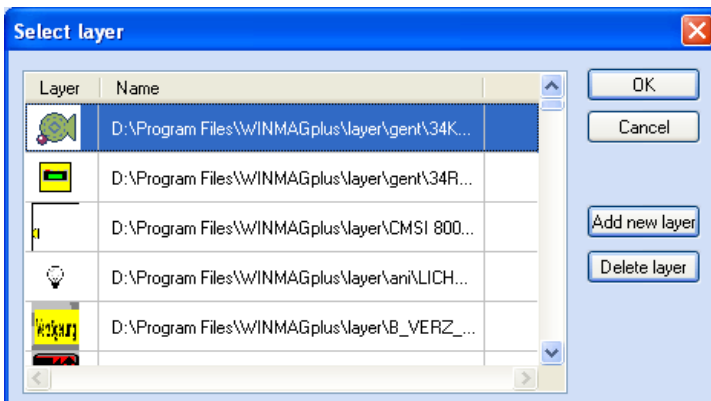 Select layer
Layer Name
D:\Program Files\WINMAGplus\layer\gent\34K...
D:\Program Files\WINMAGplus\layer\gent\34R...
D:\Program Files\WINMAGplus\layer\CMSI 800...
D:\Program Files\WINMAGplus\layer\ani\LICH...
D:\Program Files\WINMAGplus\layer\B_VERZ_...
OK
Cancel
Add new layer
Delete layer